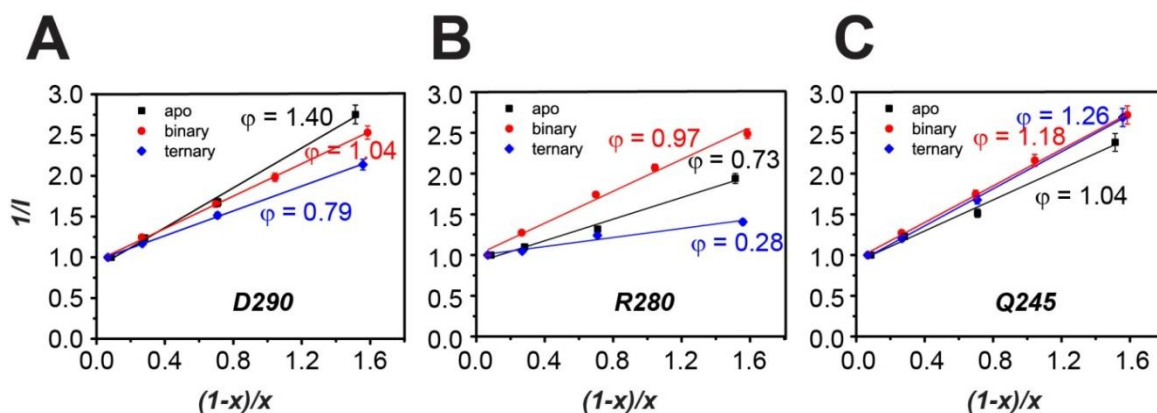 A
B
C
3.0
2.5
2.0
1.5
1.0
0.5
0.0
1/I
apo
binary
ternary
φ = 1.40
φ = 1.04
φ = 0.79
D290
0.0 0.4 0.8 1.2 1.6
(1-x)/x
3.0
2.5
2.0
1.5
1.0
0.5
0.0
apo
binary
ternary
φ = 0.97
φ = 0.73
φ = 0.28
R280
0.0 0.4 0.8 1.2 1.6
(1-x)/x
3.0
2.5
2.0
1.5
1.0
0.5
0.0
apo
binary
ternary
φ = 1.26
φ = 1.18
φ = 1.04
Q245
0.0 0.4 0.8 1.2 1.6
(1-x)/x